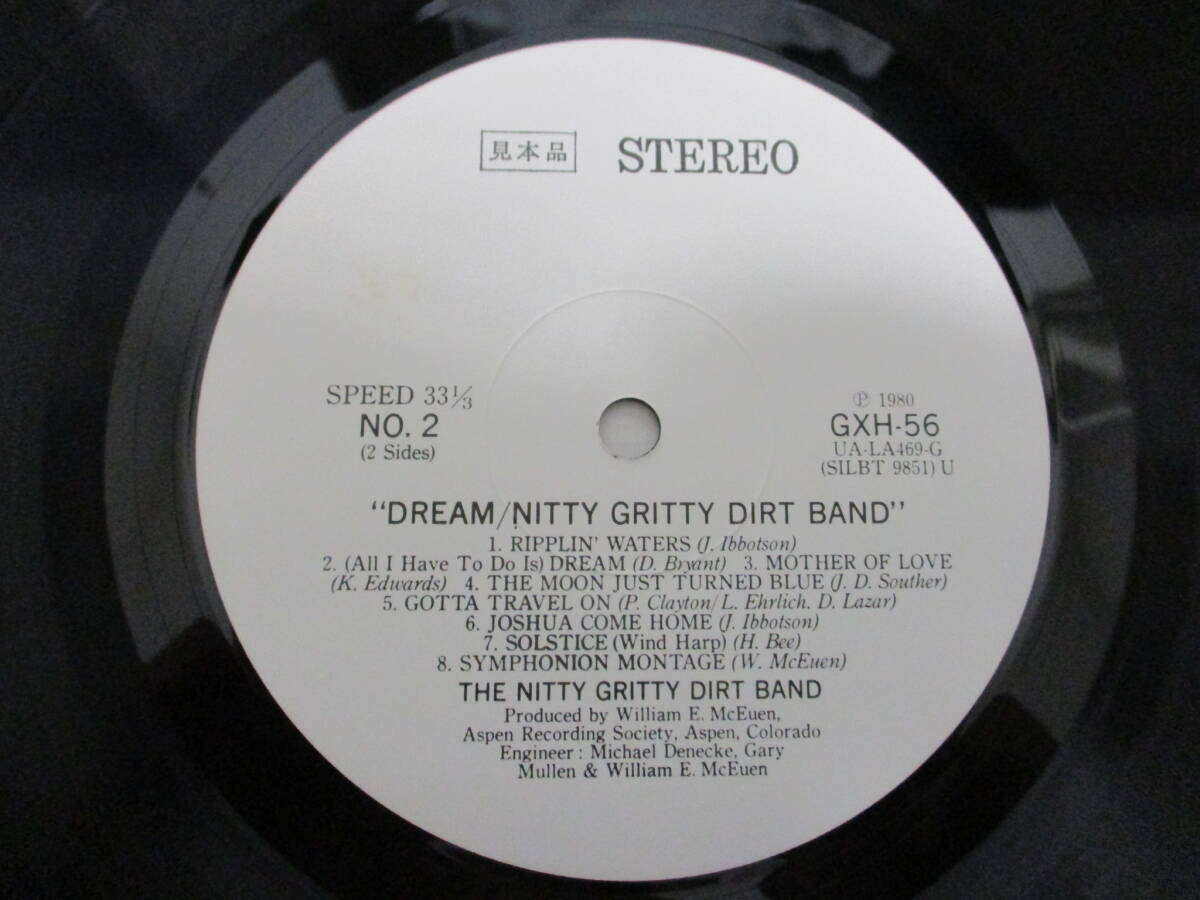 見本品 STEREO
SPEED 33⅓
NO. 2
(2 Sides)
Ⓟ 1980
GXH-56
UA-LA469-G
(SILBT 9851) U
"DREAM/NITTY GRITTY DIRT BAND"
1. RIPPLIN' WATERS (J. Ibbotson)
2. (All I Have To Do Is) DREAM (D. Bryant) 3. MOTHER OF LOVE
(K. Edwards) 4. THE MOON JUST TURNED BLUE (J. D. Souther)
5. GOTTA TRAVEL ON (P. Clayton/L. Ehrlich. D. Lazar)
6. JOSHUA COME HOME (J. Ibbotson)
7. SOLSTICE (Wind Harp) (H. Bee)
8. SYMPHONION MONTAGE (W. McEuen)
THE NITTY GRITTY DIRT BAND
Produced by William E. McEuen,
Aspen Recording Society, Aspen, Colorado
Engineer : Michael Denecke, Gary
Mullen & William E. McEuen